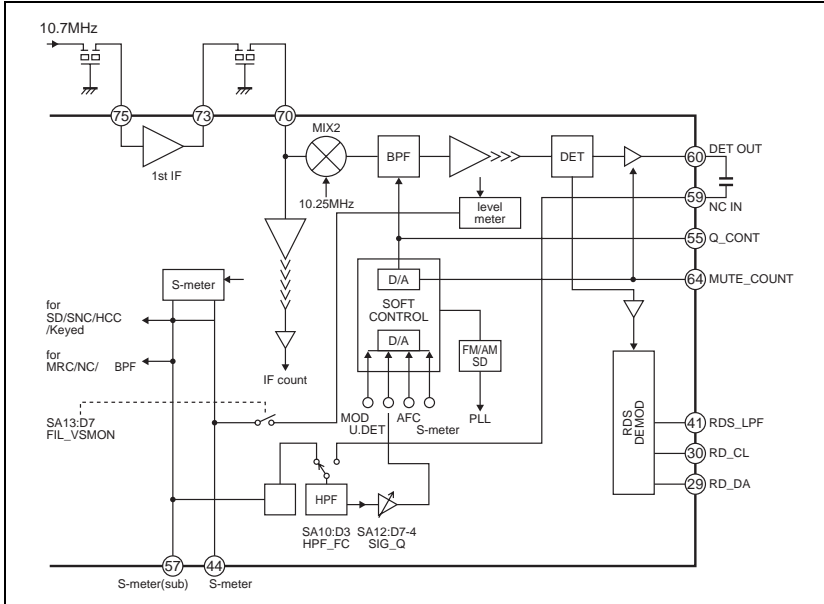 10.7MHz
75
73
70
1st IF
MIX2
10.25MHz
BPF
DET
60
DET OUT
59
NC IN
level
meter
55
Q_CONT
64
MUTE_COUNT
S-meter
for
SD/SNC/HCC
/Keyed
for
MRC/NC/ BPF
IF count
D/A
SOFT
CONTROL
D/A
FM/AM
SD
PLL
MOD
U.DET
AFC
S-meter
SA13:D7
FIL_VSMON
HPF
SA10:D3
HPF_FC
SA12:D7-4
SIG_Q
RDS
DEMOD
41
RDS_LPF
30
RD_CL
29
RD_DA
57
44
S-meter(sub)
S-meter